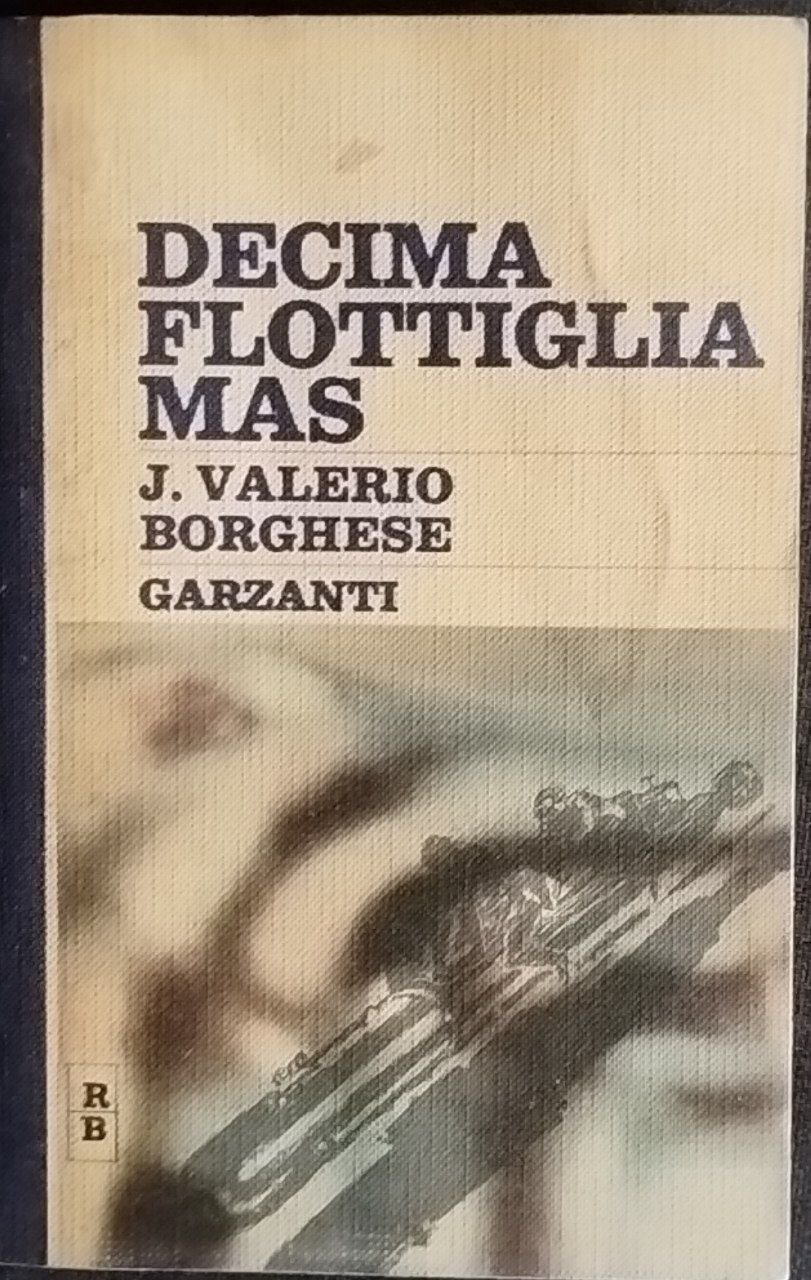 DECIMA
FLOTTIGLIA
MAS
J. VALERIO
BORGHESE
GARZANTI
R
B